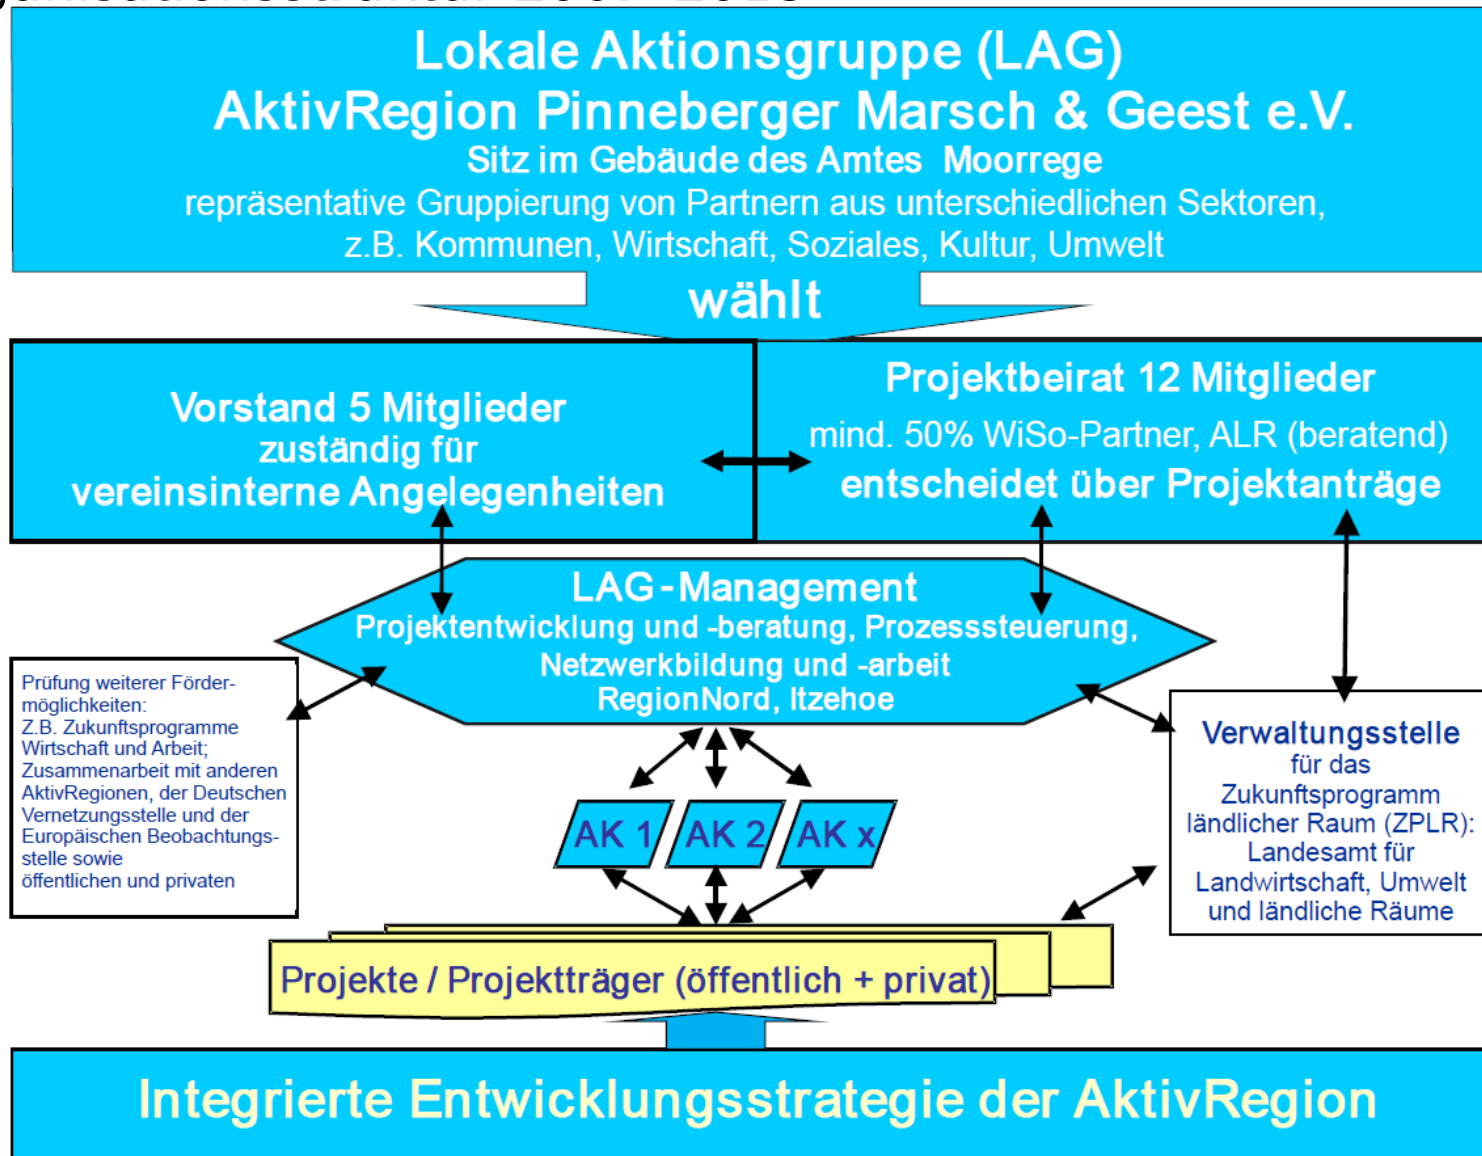 Lokale Aktionsgruppe (LAG)
AktivRegion Pinneberger Marsch & Geest e.V.
Sitz im Gebäude des Amtes Moorrege
repräsentative Gruppierung von Partnern aus unterschiedlichen Sektoren,
z.B. Kommunen, Wirtschaft, Soziales, Kultur, Umwelt
wählt
Vorstand 5 Mitglieder
zuständig für
vereinsinterne Angelegenheiten
Projektbeirat 12 Mitglieder
mind. 50% WiSo-Partner, ALR (beratend)
entscheidet über Projektanträge
LAG-Management
Projektentwicklung und -beratung, Prozesssteuerung,
Netzwerkbildung und -arbeit
RegionNord, Itzehoe
Prüfung weiterer Förder-
möglichkeiten:
Z.B. Zukunftsprogramme
Wirtschaft und Arbeit;
Zusammenarbeit mit anderen
AktivRegionen, der Deutschen
Vernetzungsstelle und der
Europäischen Beobachtungs-
stelle sowie
öffentlichen und privaten
Verwaltungsstelle
für das
Zukunftsprogramm
ländlicher Raum (ZPLR):
Landesamt für
Landwirtschaft, Umwelt
und ländliche Räume
AK 1
AK 2
AK x
Projekte / Projektträger (öffentlich + privat)
Integrierte Entwicklungsstrategie der AktivRegion